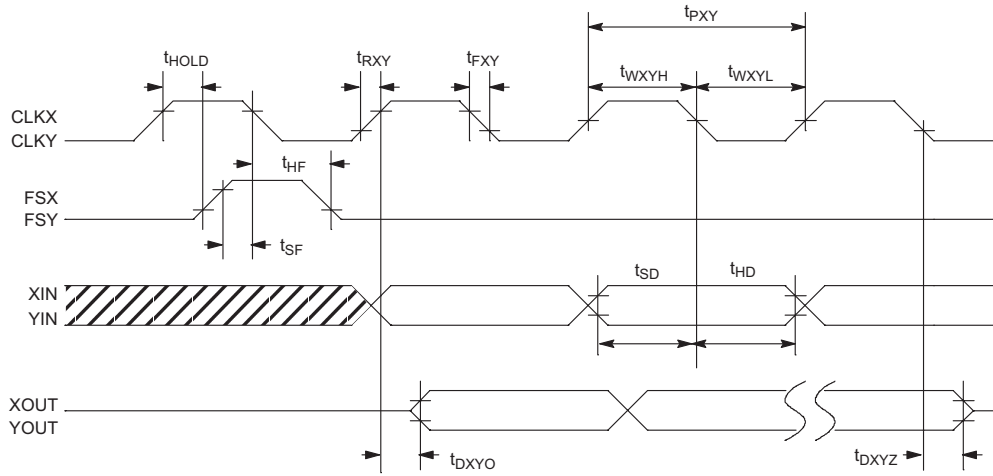 tPXY
tHOLD tRXY tFXY tWXYH tWXYL
CLKX
CLKY
tHF
FSX
FSY
tSF
tSD tHD
XIN
YIN
XOUT
YOUT
tDXYO tDXYZ